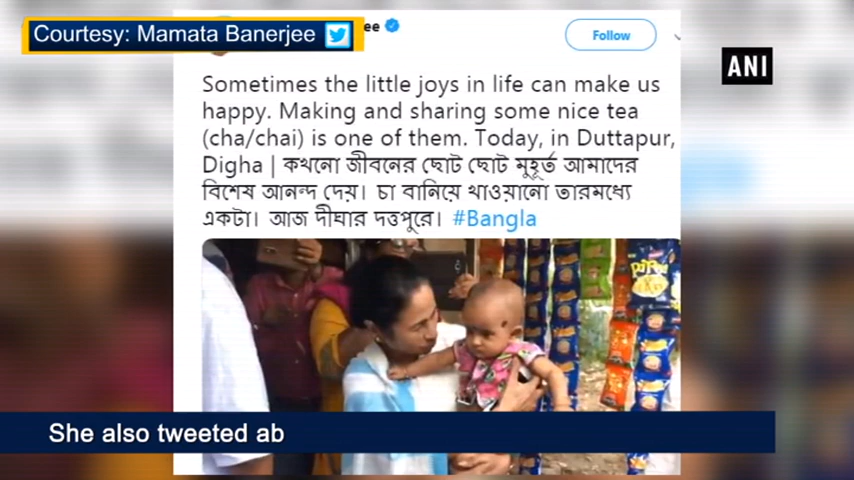 Courtesy: Mamata Banerjee
ee
Follow
ANI
Sometimes the little joys in life can make us
happy. Making and sharing some nice tea
(cha/chai) is one of them. Today, in Duttapur,
Digha | কখনো জীবনের ছোট ছোট মুহূর্ত আমাদের
বিশেষ আনন্দ দেয়। চা বানিয়ে খাওয়ানো তারমধ্যে
একটা। আজ দীঘার দত্তপুরে। #Bangla
She also tweeted ab